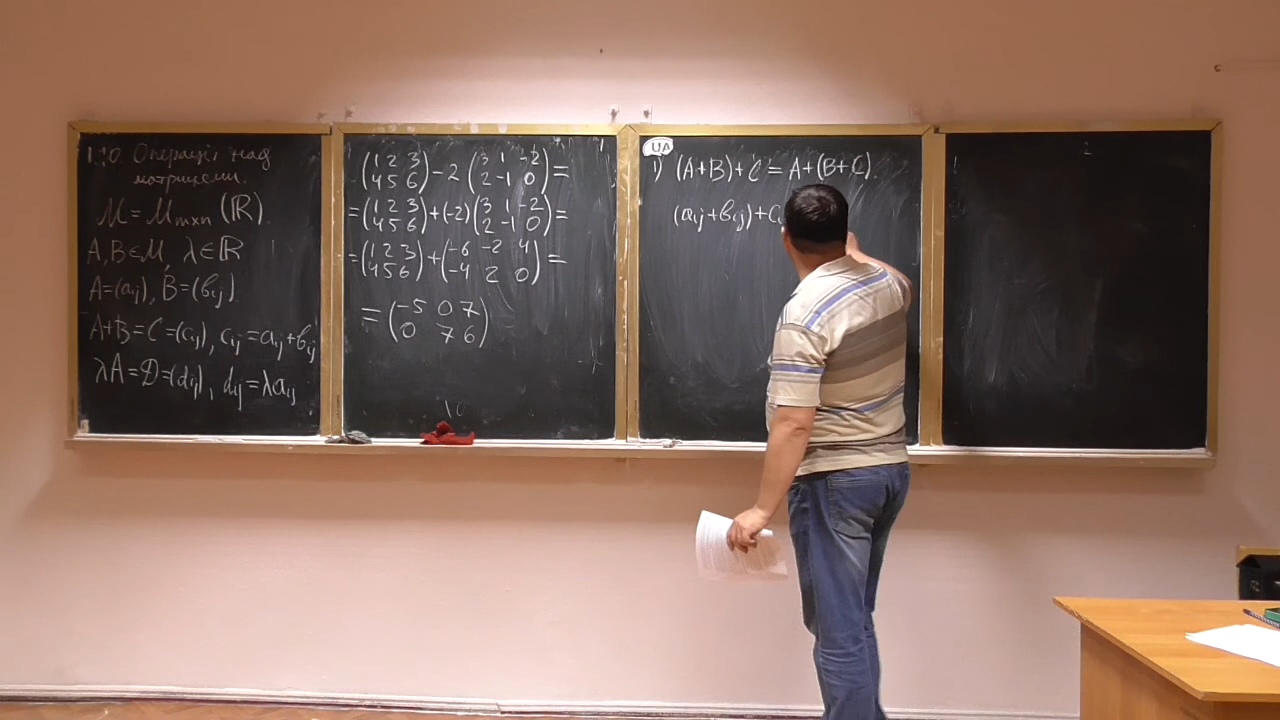 1.10 Операції над
матрицями.
M = M_{m×n} (ℝ)
A, B ∈ M, λ ∈ ℝ
A = (a_{ij}), B = (b_{ij})
A + B = C = (c_{ij}), c_{ij} = a_{ij} + b_{ij}
λA = D = (d_{ij}), d_{ij} = λa_{ij}
(1 2 3 / 4 5 6) − 2 (3 1 −2 / 2 −1 0) =
= (1 2 3 / 4 5 6) + (−2) (3 1 −2 / 2 −1 0) =
= (1 2 3 / 4 5 6) + (−6 −2 4 / −4 2 0) =
= (−5 0 7 / 0 7 6)
UA
1) (A + B) + C = A + (B + C).
(a_{ij} + b_{ij}) + c